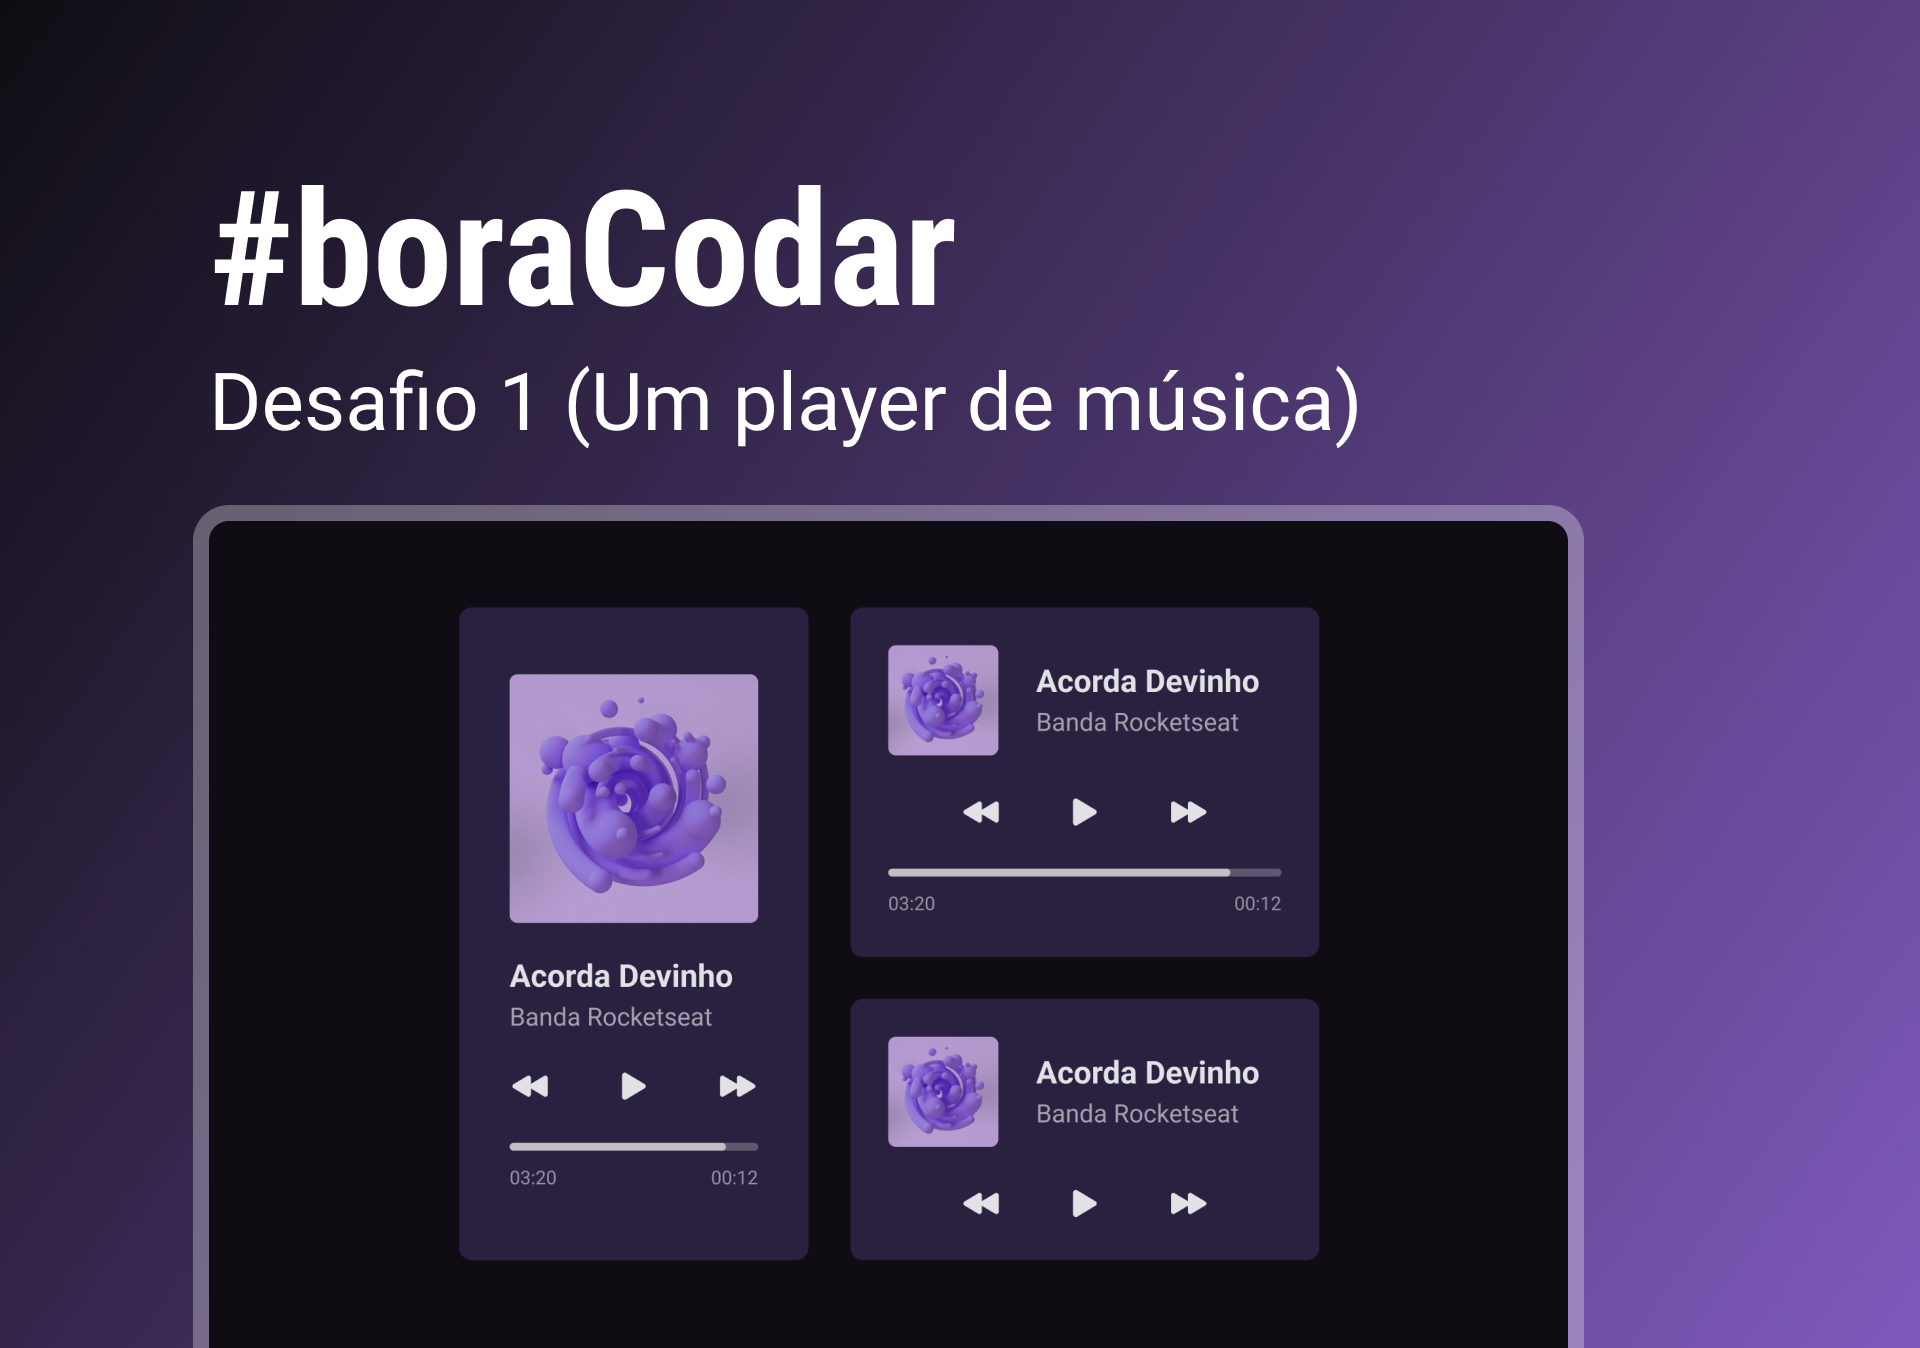 #boraCodar
Desafio 1 (Um player de música)
Acorda Devinho
Banda Rocketseat
03:20 00:12
Acorda Devinho
Banda Rocketseat
03:20 00:12
Acorda Devinho
Banda Rocketseat